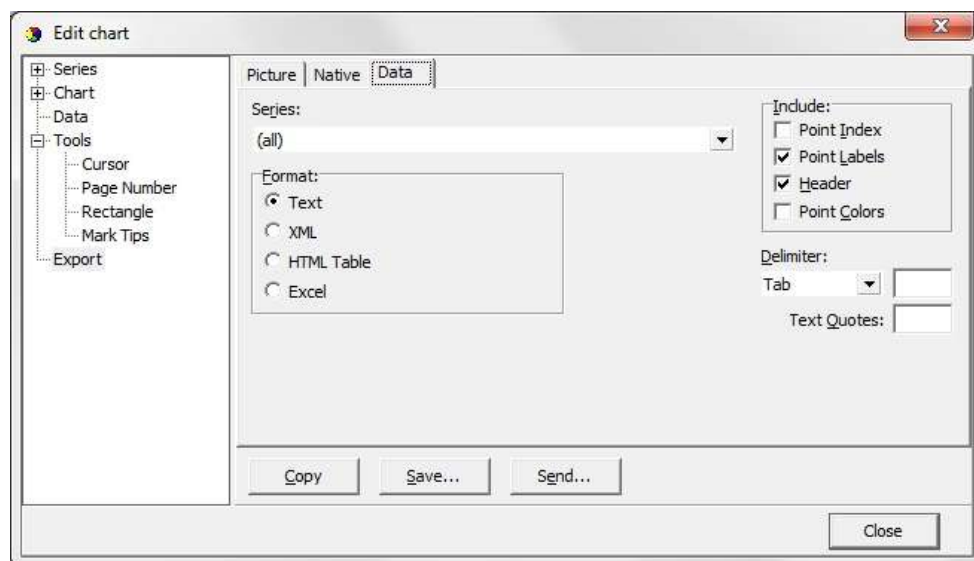 Edit chart
Series
Chart
Data
Tools
Cursor
Page Number
Rectangle
Mark Tips
Export
Picture
Native
Data
Series:
(all)
Format:
Text
XML
HTML Table
Excel
Include:
Point Index
Point Labels
Header
Point Colors
Delimiter:
Tab
Text Quotes:
Copy
Save...
Send...
Close